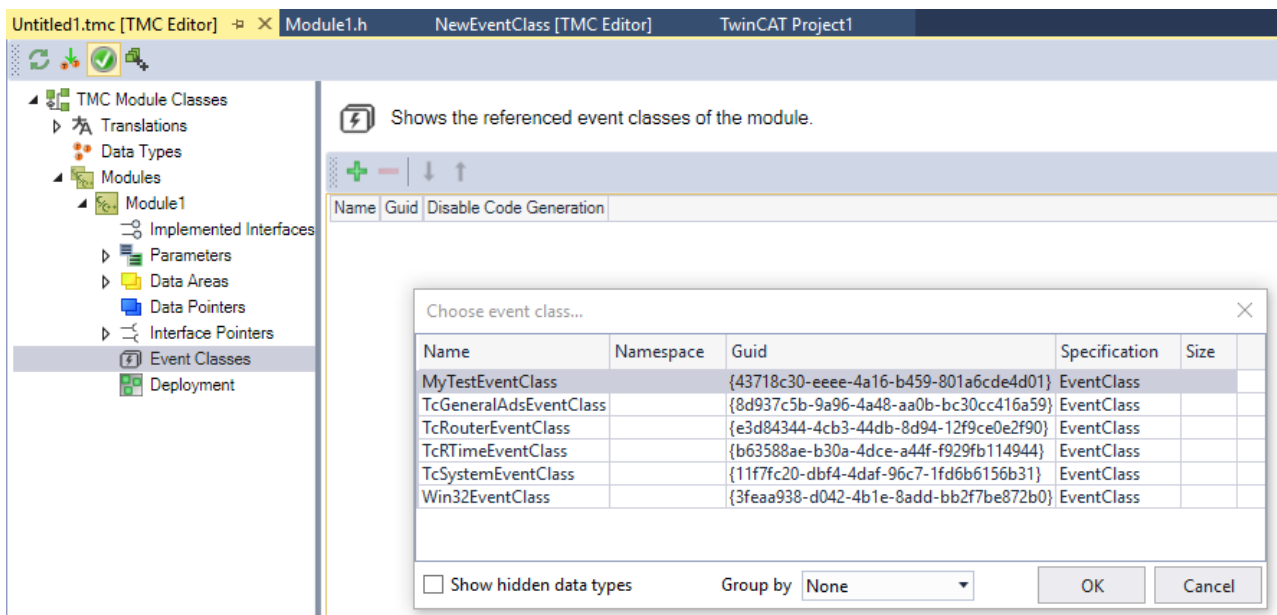 Untitled1.tmc [TMC Editor] Module1.h NewEventClass [TMC Editor] TwinCAT Project1
TMC Module Classes
Translations
Data Types
Modules
Module1
Implemented Interfaces
Parameters
Data Areas
Data Pointers
Interface Pointers
Event Classes
Deployment
Shows the referenced event classes of the module.
Name Guid Disable Code Generation
Choose event class...
Name Namespace Guid Specification Size
MyTestEventClass {43718c30-eeee-4a16-b459-801a6cde4d01} EventClass
TcGeneralAdsEventClass {8d937c5b-9a96-4a48-aa0b-bc30cc416a59} EventClass
TcRouterEventClass {e3d84344-4cb3-44db-8d94-12f9ce0e2f90} EventClass
TcRTimeEventClass {b63588ae-b30a-4dce-a44f-f929fb114944} EventClass
TcSystemEventClass {11f7fc20-dbf4-4daf-96c7-1fd6b6156b31} EventClass
Win32EventClass {3feaa938-d042-4b1e-8add-bb2f7be872b0} EventClass
Show hidden data types Group by None OK Cancel